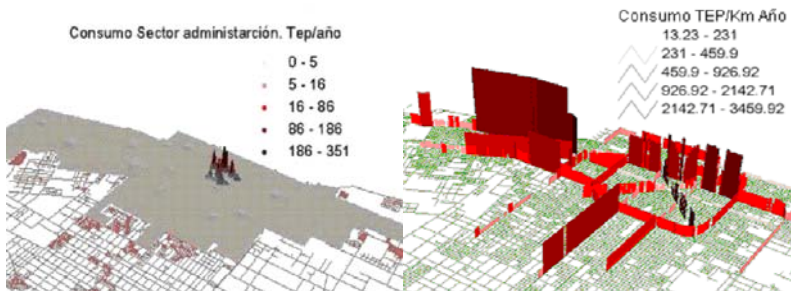 Consumo Sector administarción. Tep/año
0 - 5
5 - 16
16 - 86
86 - 186
186 - 351
Consumo TEP/Km Año
13.23 - 231
231 - 459.9
459.9 - 926.92
926.92 - 2142.71
2142.71 - 3459.92